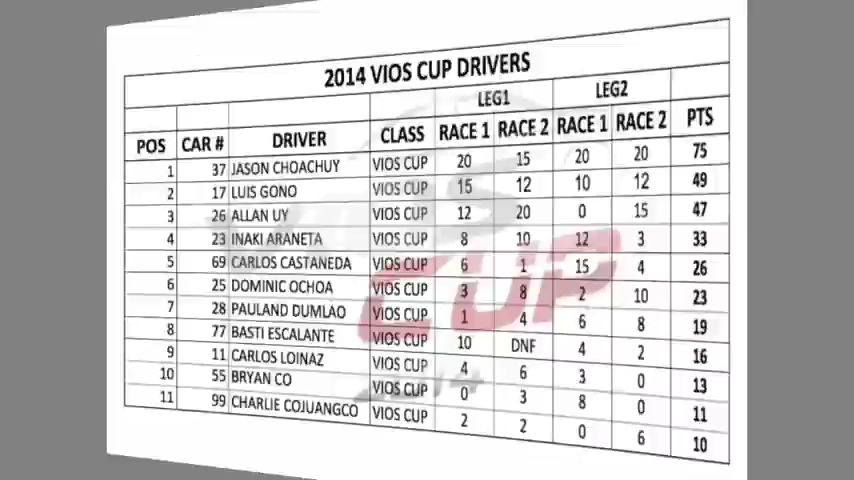 2014 VIOS CUP DRIVERS
LEG1 LEG2
POS CAR # DRIVER CLASS RACE 1 RACE 2 RACE 1 RACE 2 PTS
1 37 JASON CHOACHUY VIOS CUP 20 15 20 20 75
2 17 LUIS GONO VIOS CUP 15 12 10 12 49
3 26 ALLAN UY VIOS CUP 12 20 0 15 47
4 23 INAKI ARANETA VIOS CUP 8 10 12 3 33
5 69 CARLOS CASTANEDA VIOS CUP 6 1 15 4 26
6 25 DOMINIC OCHOA VIOS CUP 3 8 2 10 23
7 28 PAULAND DUMLAO VIOS CUP 1 4 6 8 19
8 77 BASTI ESCALANTE VIOS CUP 10 DNF 4 2 16
9 11 CARLOS LOINAZ VIOS CUP 4 6 3 0 13
10 55 BRYAN CO VIOS CUP 0 3 8 0 11
11 99 CHARLIE COJUANGCO VIOS CUP 2 2 0 6 10
VIOS
CUP